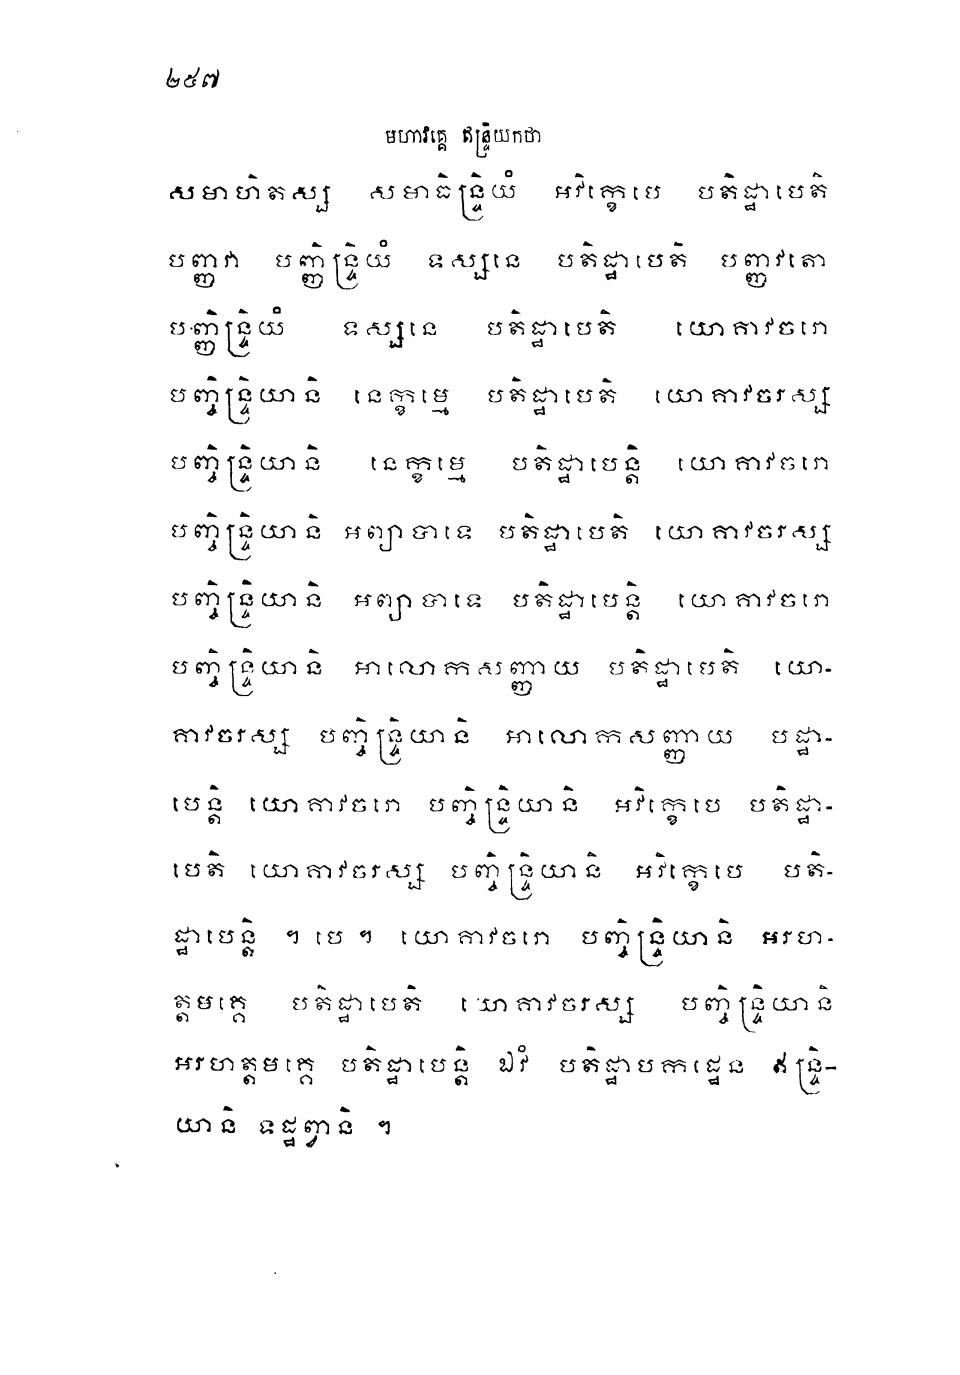 ២៥៧
មហាវគ្គេ ឥន្ទ្រិយកថា
សមាហិតស្ស សមាធិន្ទ្រិយំ អវិក្ខេបេ បតិដ្ឋាបេតិ
បញ្ញវា បញ្ញិន្ទ្រិយំ ទស្សនេ បតិដ្ឋាបេតិ បញ្ញវតោ
បញ្ញិន្ទ្រិយំ ទស្សនេ បតិដ្ឋាបេតិ យោគាវចរោ
បញ្ចិន្ទ្រិយានិ នេក្ខម្មេ បតិដ្ឋាបេតិ យោគាវចរស្ស
បញ្ចិន្ទ្រិយានិ នេក្ខម្មេ បតិដ្ឋាបេន្តិ យោគាវចរោ
បញ្ចិន្ទ្រិយានិ អព្យាបាទេ បតិដ្ឋាបេតិ យោគាវចរស្ស
បញ្ចិន្ទ្រិយានិ អព្យាបាទេ បតិដ្ឋាបេន្តិ យោគាវចរោ
បញ្ចិន្ទ្រិយានិ អាលោកសញ្ញាយ បតិដ្ឋាបេតិ យោ-
គាវចរស្ស បញ្ចិន្ទ្រិយានិ អាលោកសញ្ញាយ បដ្ឋា-
បេន្តិ យោគាវចរោ បញ្ចិន្ទ្រិយានិ អវិក្ខេបេ បតិដ្ឋា-
បេតិ យោគាវចរស្ស បញ្ចិន្ទ្រិយានិ អវិក្ខេបេ បតិ-
ដ្ឋាបេន្តិ ។ បេ ។ យោគាវចរោ បញ្ចិន្ទ្រិយានិ អរហ-
ត្តមគ្គេ បតិដ្ឋាបេតិ យោគាវចរស្ស បញ្ចិន្ទ្រិយានិ
អរហត្តមគ្គេ បតិដ្ឋាបេន្តិ ឯវំ បតិដ្ឋាបកដ្ឋេន ឥន្ទ្រិ-
យានិ ទដ្ឋព្វានិ ។